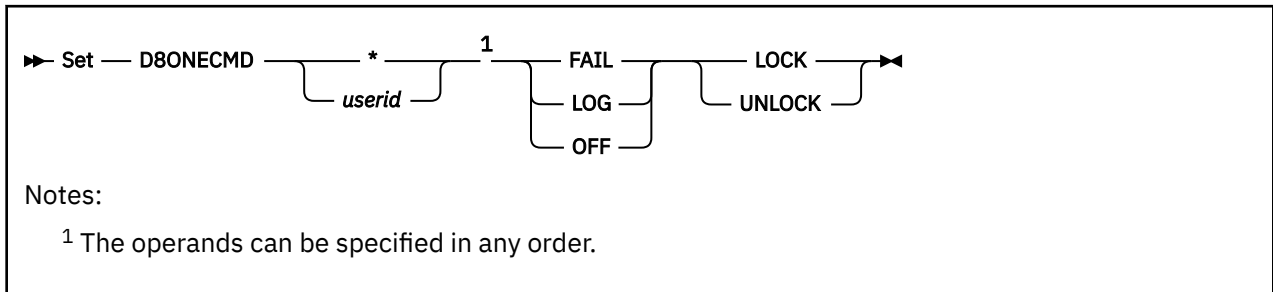 1
Set D8ONECMD * FAIL LOCK
userid LOG UNLOCK
OFF
Notes:
1 The operands can be specified in any order.